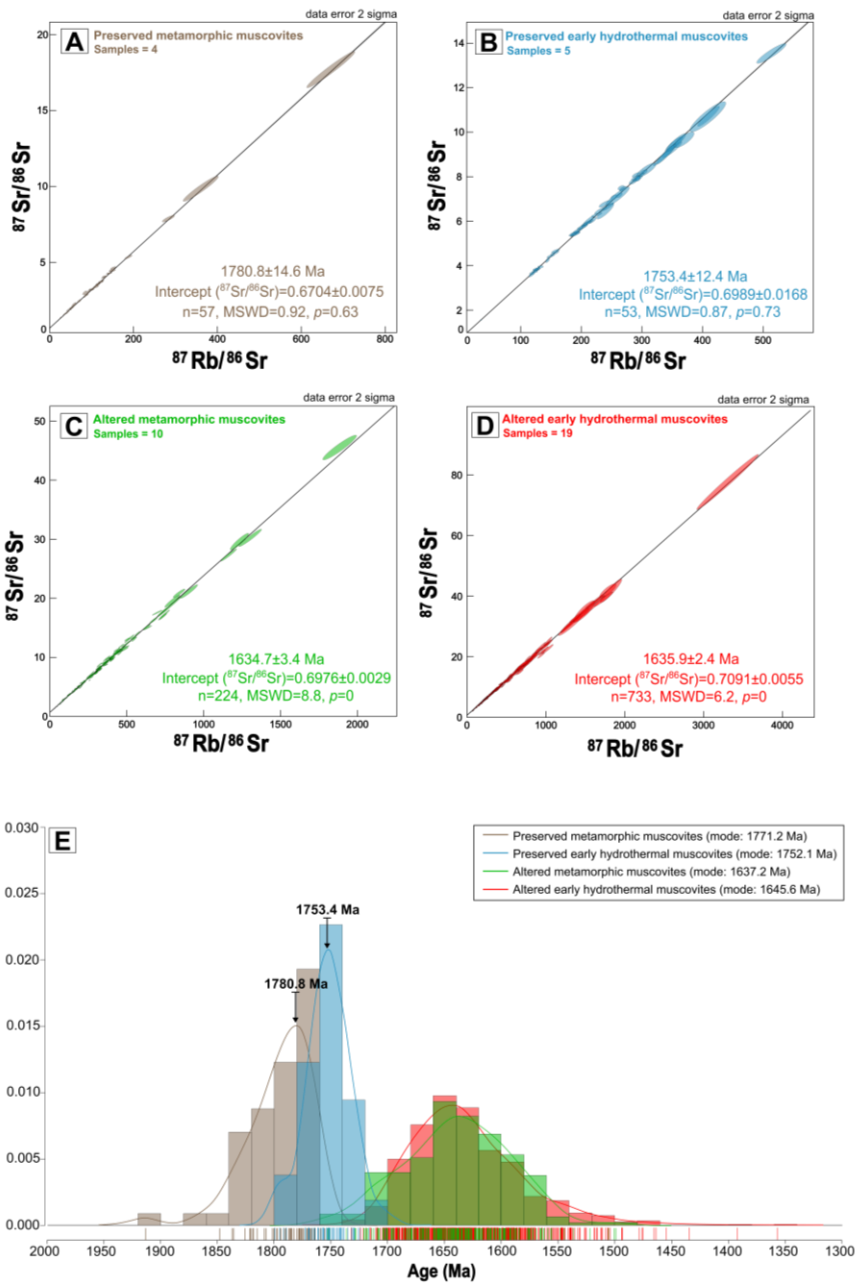 data error 2 sigma
A Preserved metamorphic muscovites
Samples = 4
20
15
10
5
0
87Sr/86Sr
1780.8±14.6 Ma
Intercept (87Sr/86Sr)=0.6704±0.0075
n=57, MSWD=0.92, p=0.63
0 200 400 600 800
87Rb/86Sr
data error 2 sigma
B Preserved early hydrothermal muscovites
Samples = 5
14
12
10
8
6
4
2
0
87Sr/86Sr
1753.4±12.4 Ma
Intercept (87Sr/86Sr)=0.6989±0.0168
n=53, MSWD=0.87, p=0.73
0 100 200 300 400 500
87Rb/86Sr
data error 2 sigma
C Altered metamorphic muscovites
Samples = 10
50
40
30
20
10
0
87Sr/86Sr
1634.7±3.4 Ma
Intercept (87Sr/86Sr)=0.6976±0.0029
n=224, MSWD=8.8, p=0
0 500 1000 1500 2000
87Rb/86Sr
data error 2 sigma
D Altered early hydrothermal muscovites
Samples = 19
80
60
40
20
0
87Sr/86Sr
1635.9±2.4 Ma
Intercept (87Sr/86Sr)=0.7091±0.0055
n=733, MSWD=6.2, p=0
0 1000 2000 3000 4000
87Rb/86Sr
E
0.030
0.025
0.020
0.015
0.010
0.005
0.000
Preserved metamorphic muscovites (mode: 1771.2 Ma)
Preserved early hydrothermal muscovites (mode: 1752.1 Ma)
Altered metamorphic muscovites (mode: 1637.2 Ma)
Altered early hydrothermal muscovites (mode: 1645.6 Ma)
1753.4 Ma
1780.8 Ma
2000 1950 1900 1850 1800 1750 1700 1650 1600 1550 1500 1450 1400 1350 1300
Age (Ma)